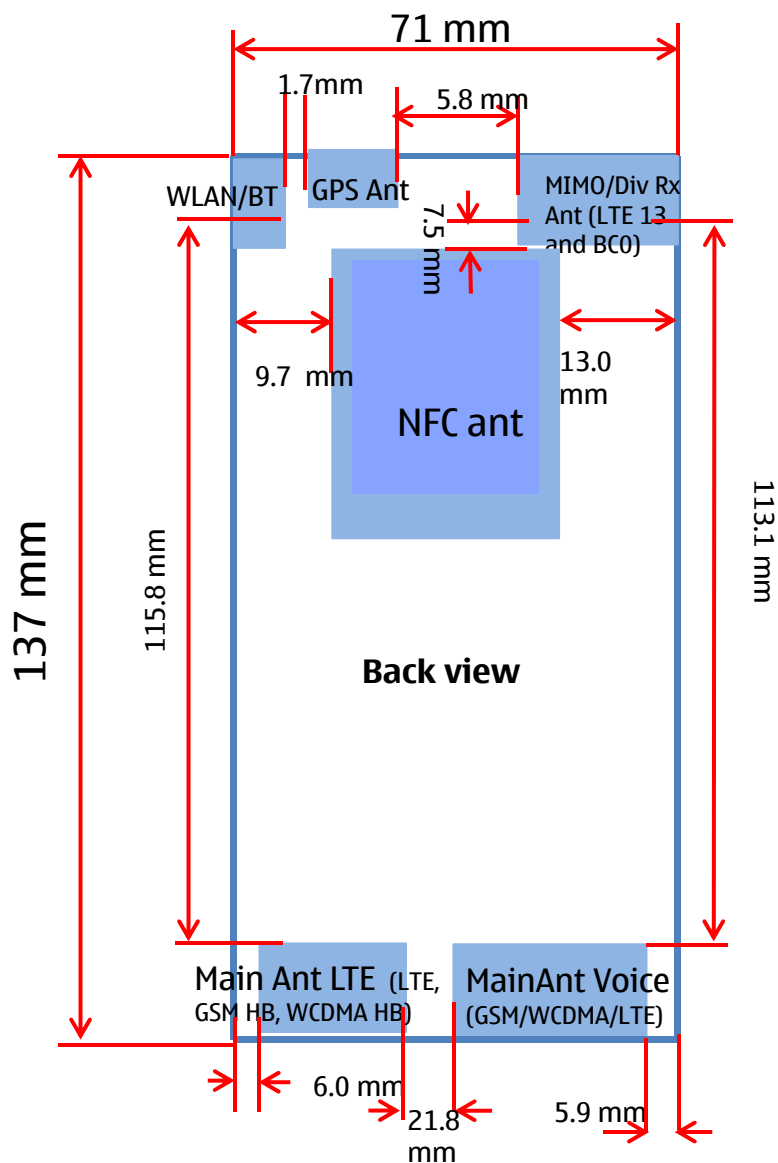 71 mm
1.7mm
5.8 mm
WLAN/BT
GPS Ant
MIMO/Div Rx
Ant (LTE 13
and BC0)
7.5 mm
9.7 mm
13.0
mm
NFC ant
137 mm
115.8 mm
113.1 mm
Back view
Main Ant LTE (LTE,
GSM HB, WCDMA HB)
MainAnt Voice
(GSM/WCDMA/LTE)
6.0 mm
21.8
mm
5.9 mm